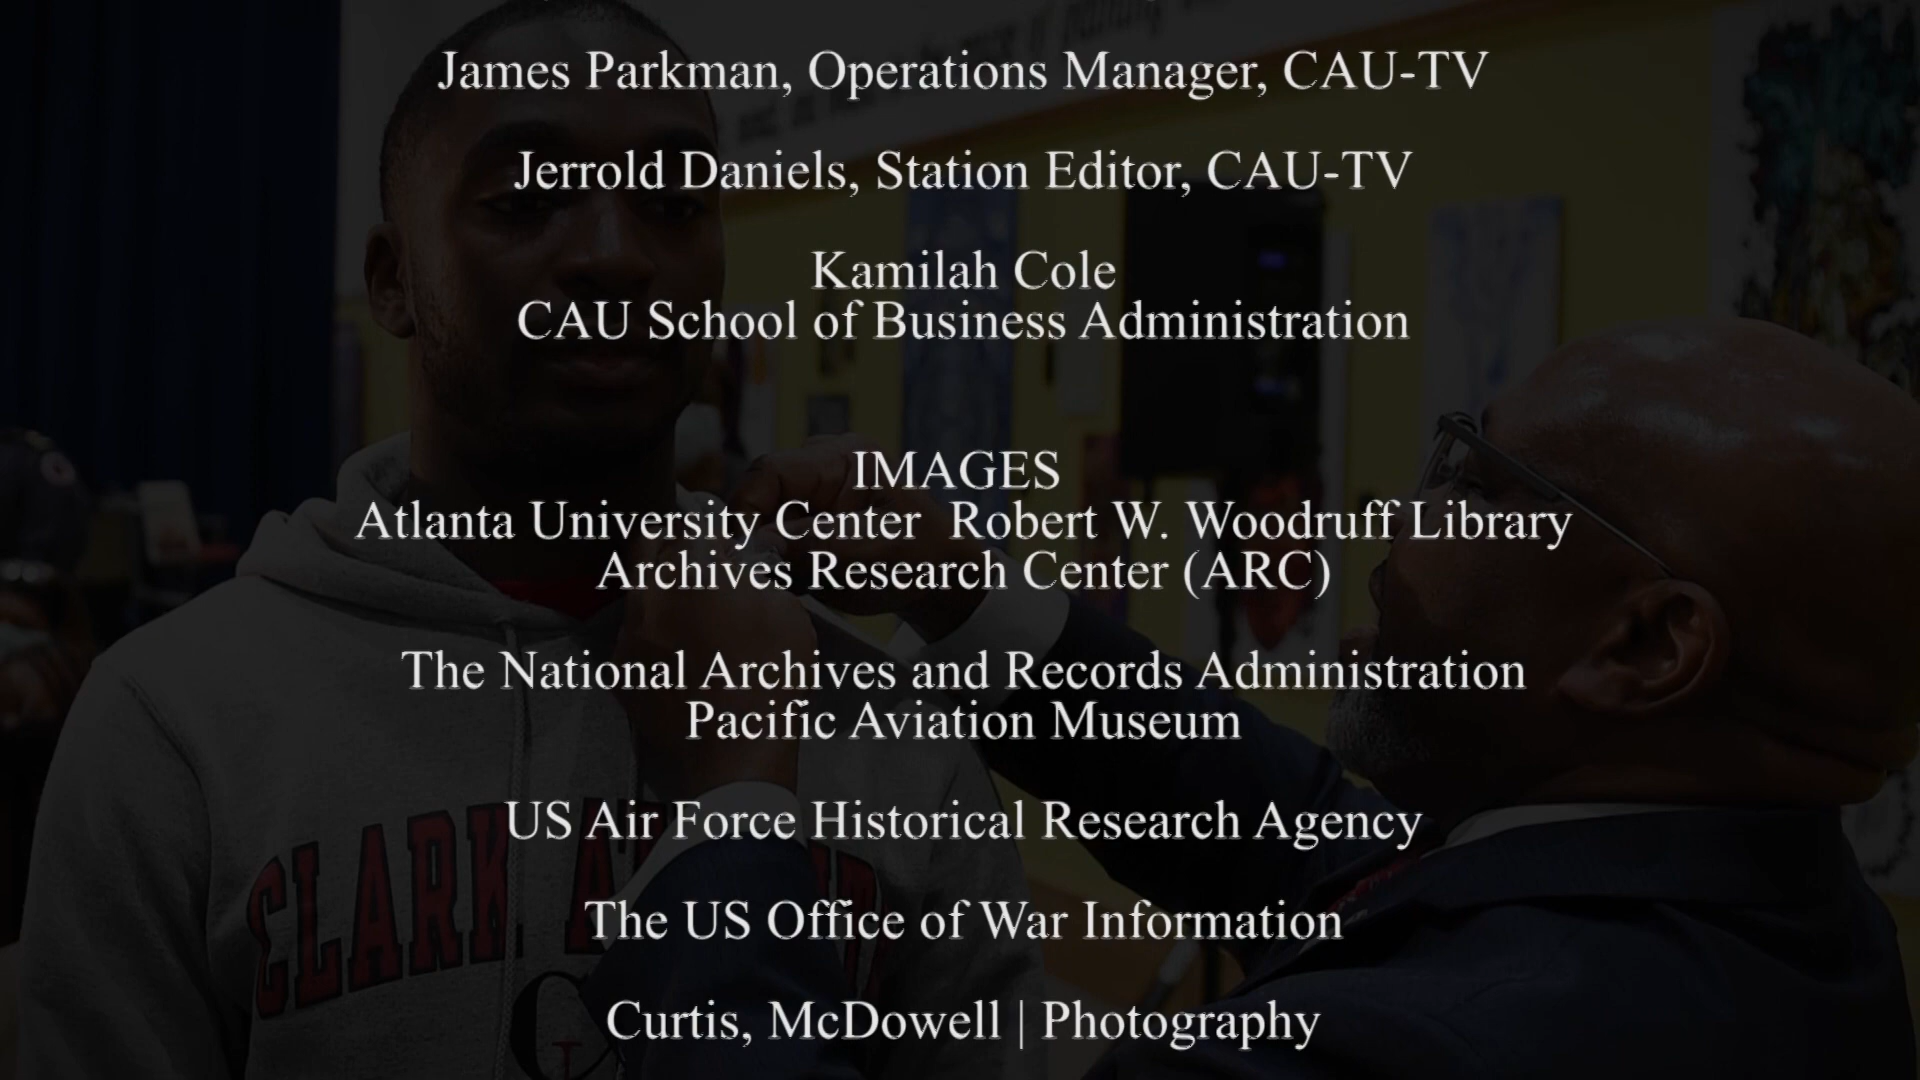 James Parkman, Operations Manager, CAU-TV
Jerrold Daniels, Station Editor, CAU-TV
Kamilah Cole
CAU School of Business Administration
IMAGES
Atlanta University Center Robert W. Woodruff Library
Archives Research Center (ARC)
The National Archives and Records Administration
Pacific Aviation Museum
US Air Force Historical Research Agency
The US Office of War Information
Curtis, McDowell | Photography
CLARK